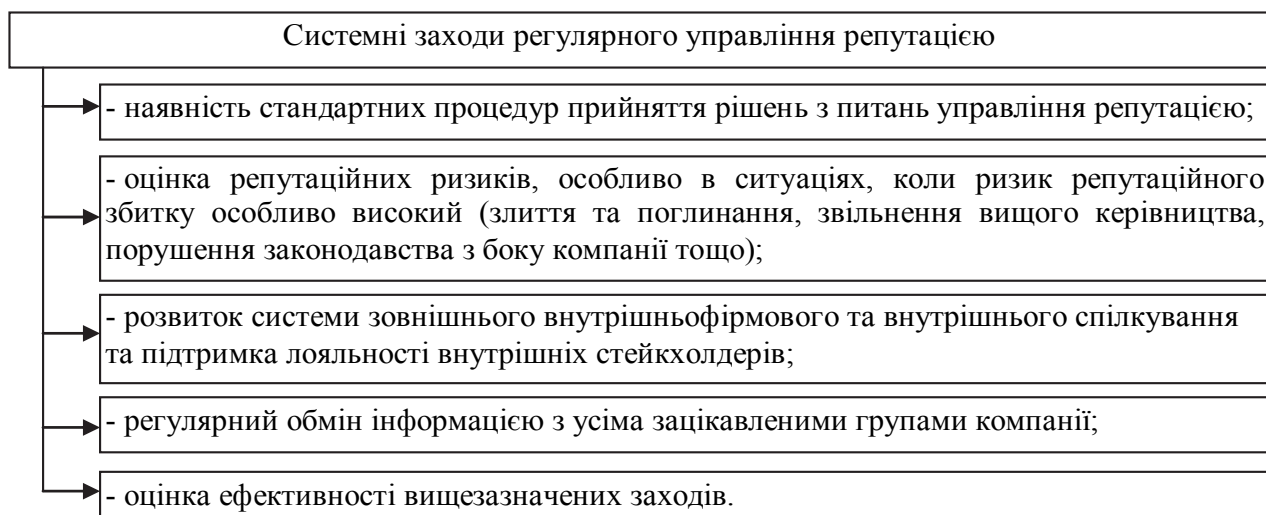 Системні заходи регулярного управління репутацією
- наявність стандартних процедур прийняття рішень з питань управління репутацією;
- оцінка репутаційних ризиків, особливо в ситуаціях, коли ризик репутаційного
збитку особливо високий (злиття та поглинання, звільнення вищого керівництва,
порушення законодавства з боку компанії тощо);
- розвиток системи зовнішнього внутрішньофірмового та внутрішнього спілкування
та підтримка лояльності внутрішніх стейкхолдерів;
- регулярний обмін інформацією з усіма зацікавленими групами компанії;
- оцінка ефективності вищезазначених заходів.